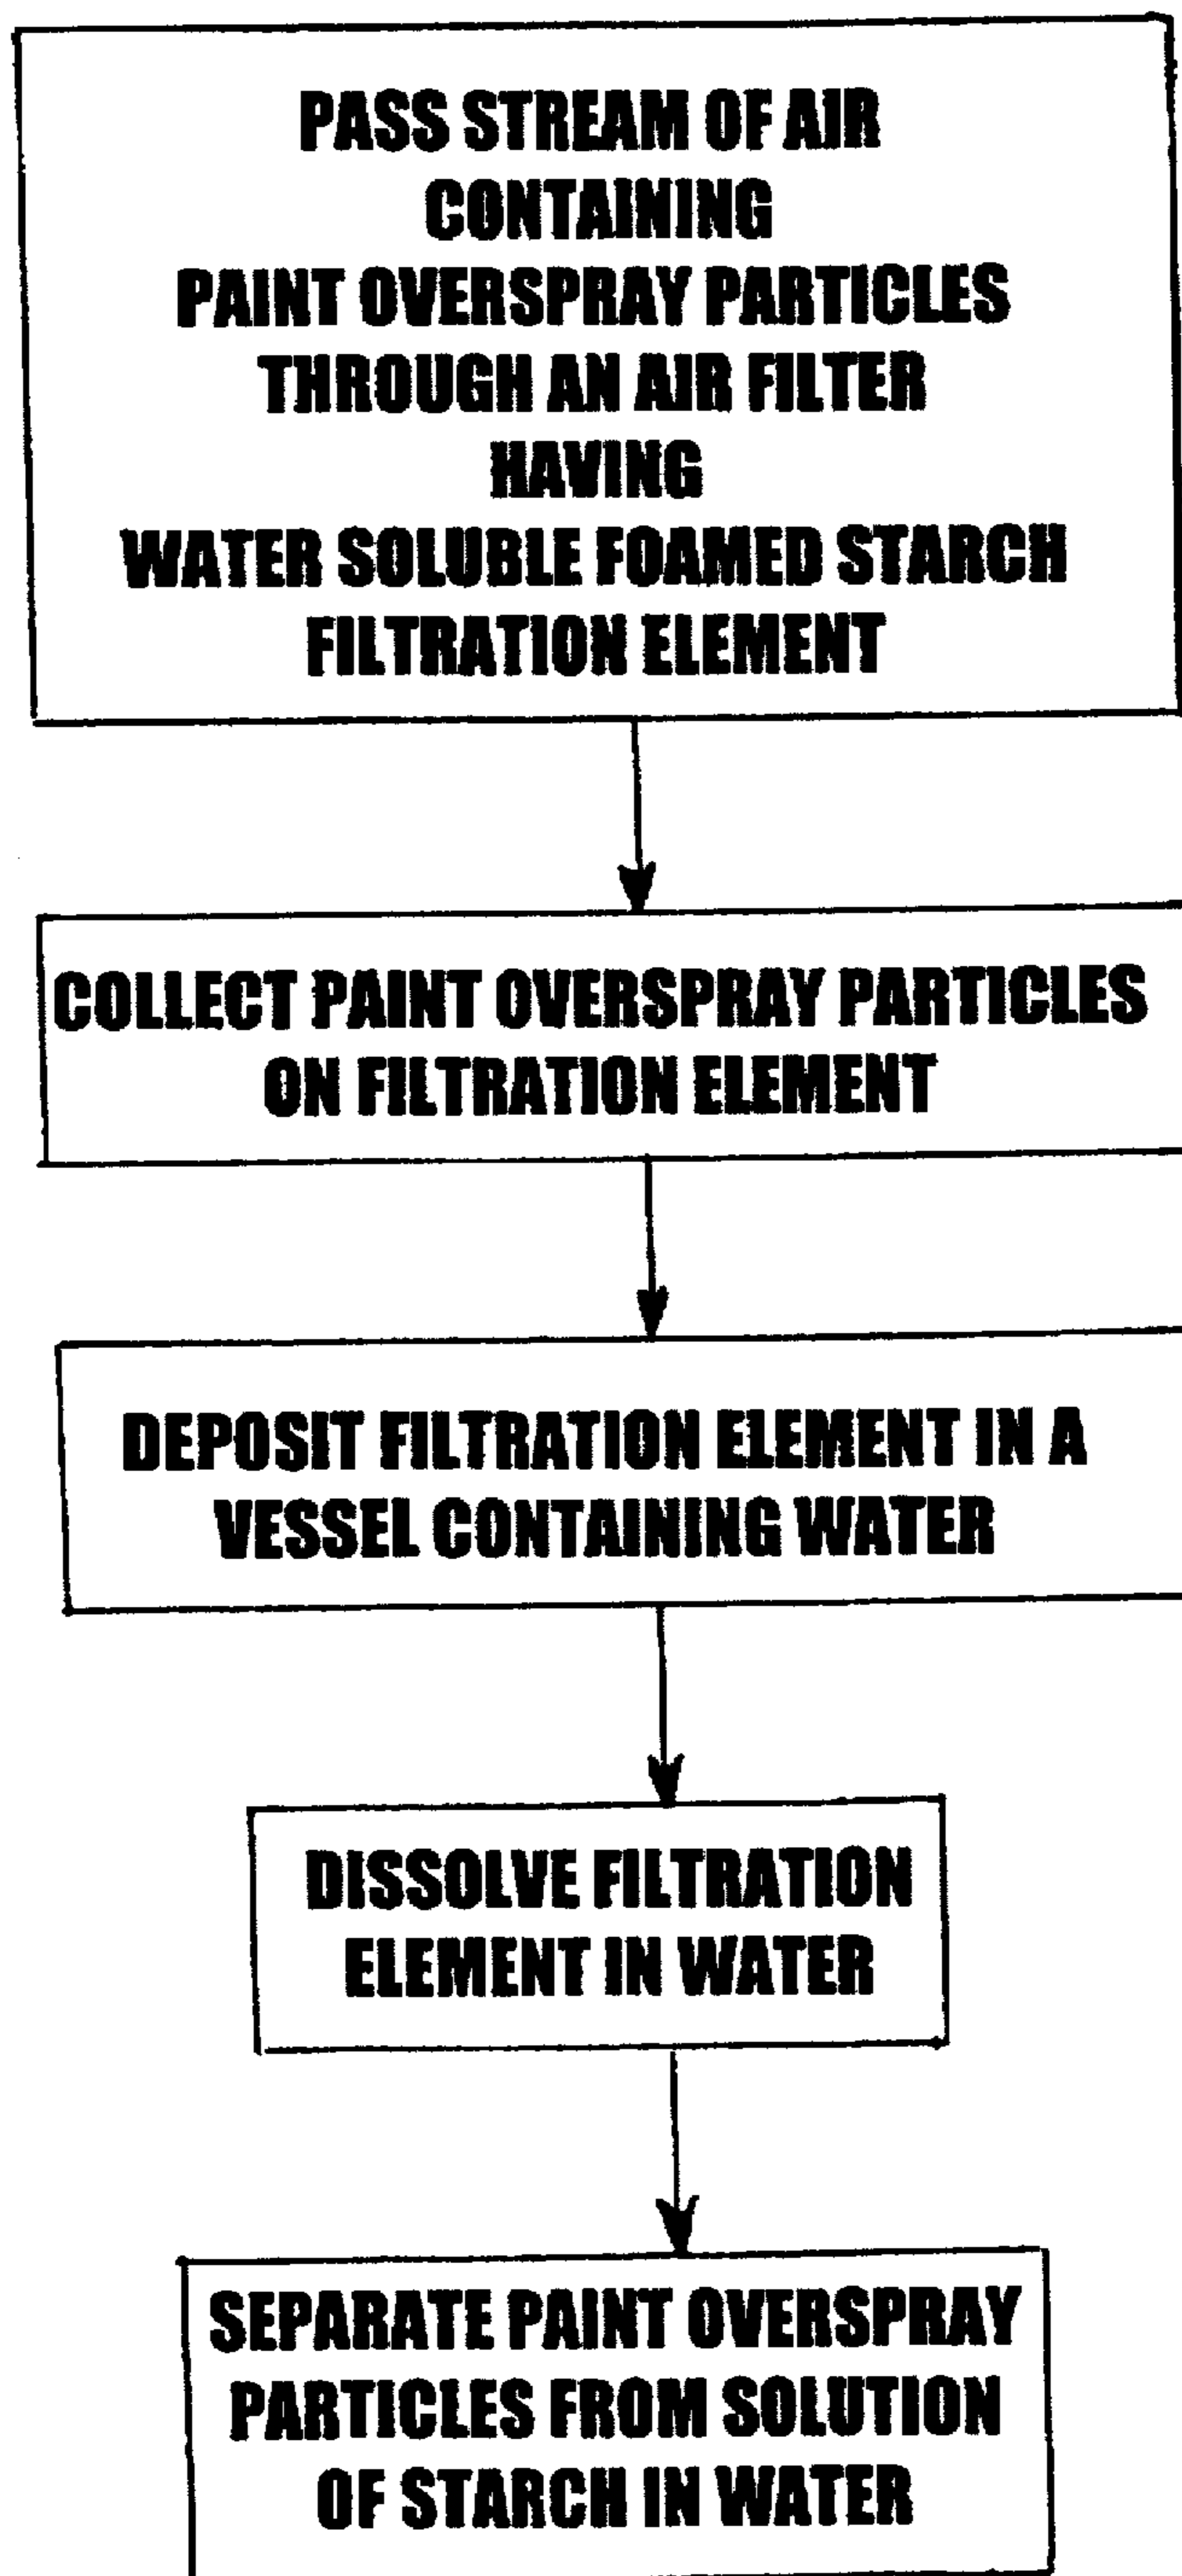 PASS STREAM OF AIR
CONTAINING
PAINT OVERSPRAY PARTICLES
THROUGH AN AIR FILTER
HAVING
WATER SOLUBLE FOAMED STARCH
FILTRATION ELEMENT
COLLECT PAINT OVERSPRAY PARTICLES
ON FILTRATION ELEMENT
DEPOSIT FILTRATION ELEMENT IN A
VESSEL CONTAINING WATER
DISSOLVE FILTRATION
ELEMENT IN WATER
SEPARATE PAINT OVERSPRAY
PARTICLES FROM SOLUTION
OF STARCH IN WATER